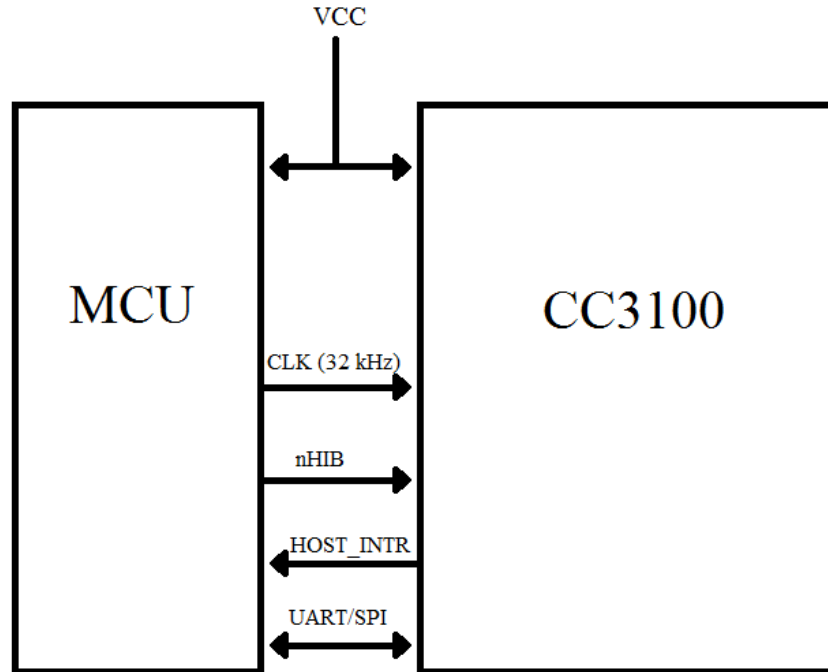 VCC
MCU
CC3100
CLK (32 kHz)
nHIB
HOST_INTR
UART/SPI